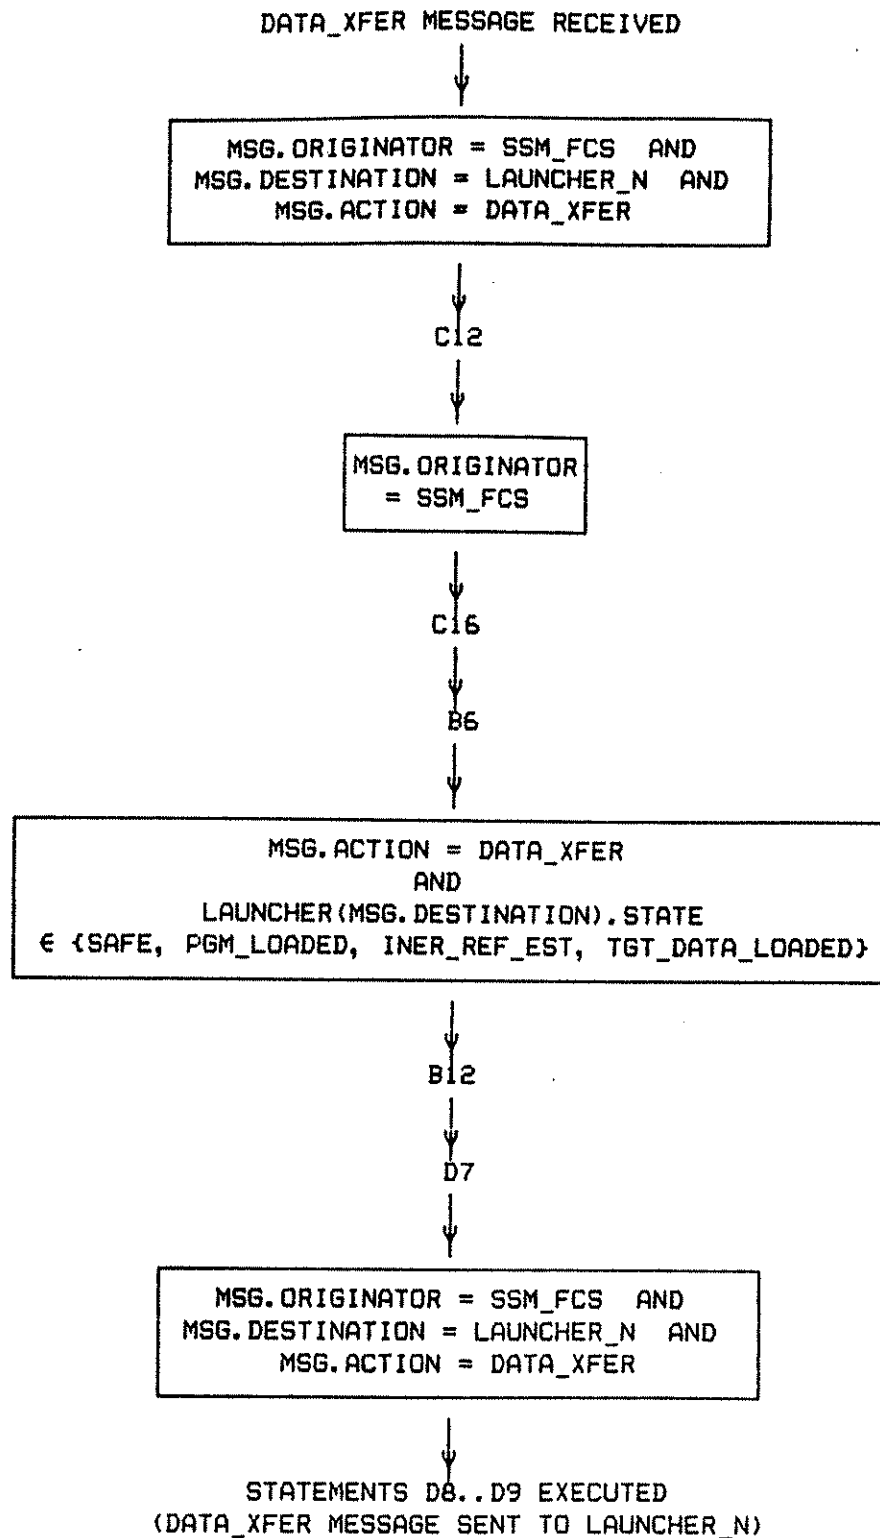 DATA_XFER MESSAGE RECEIVED
MSG.ORIGINATOR = SSM_FCS AND
MSG.DESTINATION = LAUNCHER_N AND
MSG.ACTION = DATA_XFER
C12
MSG.ORIGINATOR
= SSM_FCS
C16
B6
MSG.ACTION = DATA_XFER
AND
LAUNCHER(MSG.DESTINATION).STATE
∈ {SAFE, PGM_LOADED, INER_REF_EST, TGT_DATA_LOADED}
B12
D7
MSG.ORIGINATOR = SSM_FCS AND
MSG.DESTINATION = LAUNCHER_N AND
MSG.ACTION = DATA_XFER
STATEMENTS D8..D9 EXECUTED
(DATA_XFER MESSAGE SENT TO LAUNCHER_N)